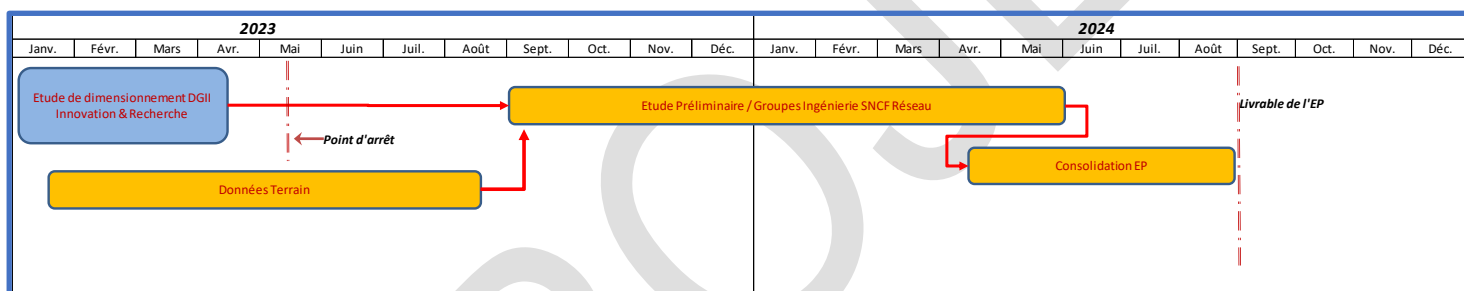 2023 2024
Janv. Févr. Mars Avr. Mai Juin Juil. Août Sept. Oct. Nov. Déc. Janv. Févr. Mars Avr. Mai Juin Juil. Août Sept. Oct. Nov. Déc.
Etude de dimensionnement DGII
Innovation & Recherche
Etude Préliminaire / Groupes Ingénierie SNCF Réseau
Livrable de l'EP
Point d'arrêt
Consolidation EP
Données Terrain